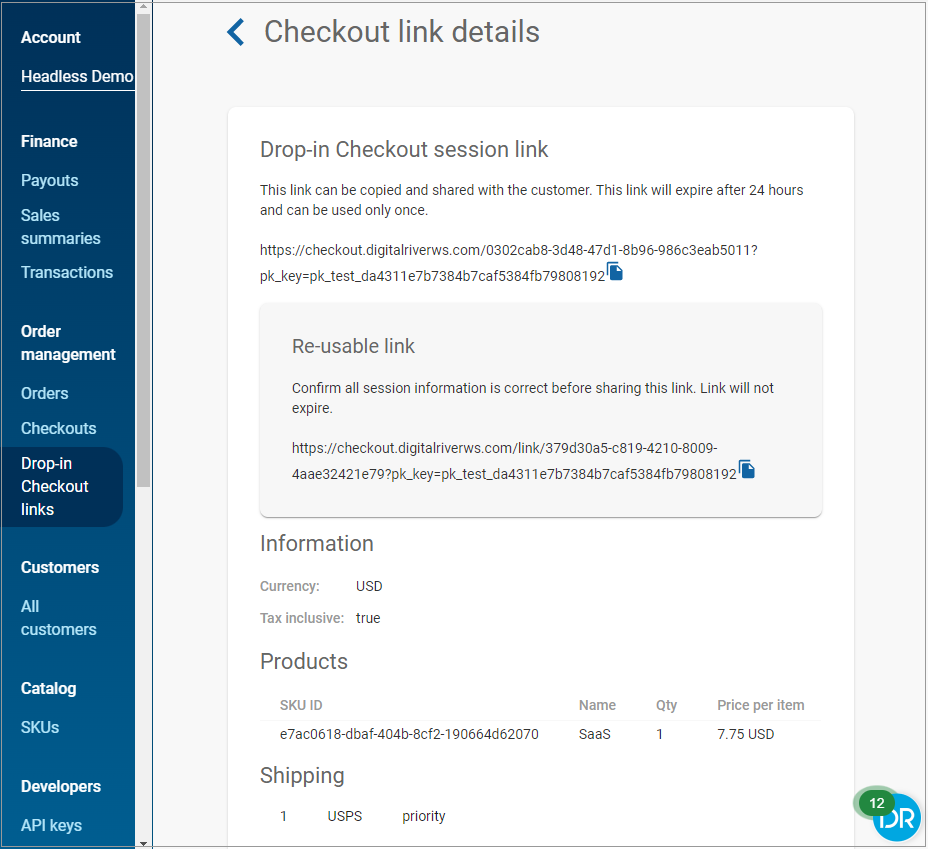 Account
Headless Demo
Finance
Payouts
Sales
summaries
Transactions
Order
management
Orders
Checkouts
Drop-in
Checkout
links
Customers
All
customers
Catalog
SKUs
Developers
API keys
Checkout link details
Drop-in Checkout session link
This link can be copied and shared with the customer. This link will expire after 24 hours
and can be used only once.
https://checkout.digitalriverws.com/0302cab8-3d48-47d1-8b96-986c3eab5011?
pk_key=pk_test_da4311e7b7384b7caf5384fb79808192
Re-usable link
Confirm all session information is correct before sharing this link. Link will not
expire.
https://checkout.digitalriverws.com/link/379d30a5-c819-4210-8009-
4aae32421e79?pk_key=pk_test_da4311e7b7384b7caf5384fb79808192
Information
Currency: USD
Tax inclusive: true
Products
SKU ID Name Qty Price per item
e7ac0618-dbaf-404b-8cf2-190664d62070 SaaS 1 7.75 USD
Shipping
1 USPS priority
12
DR